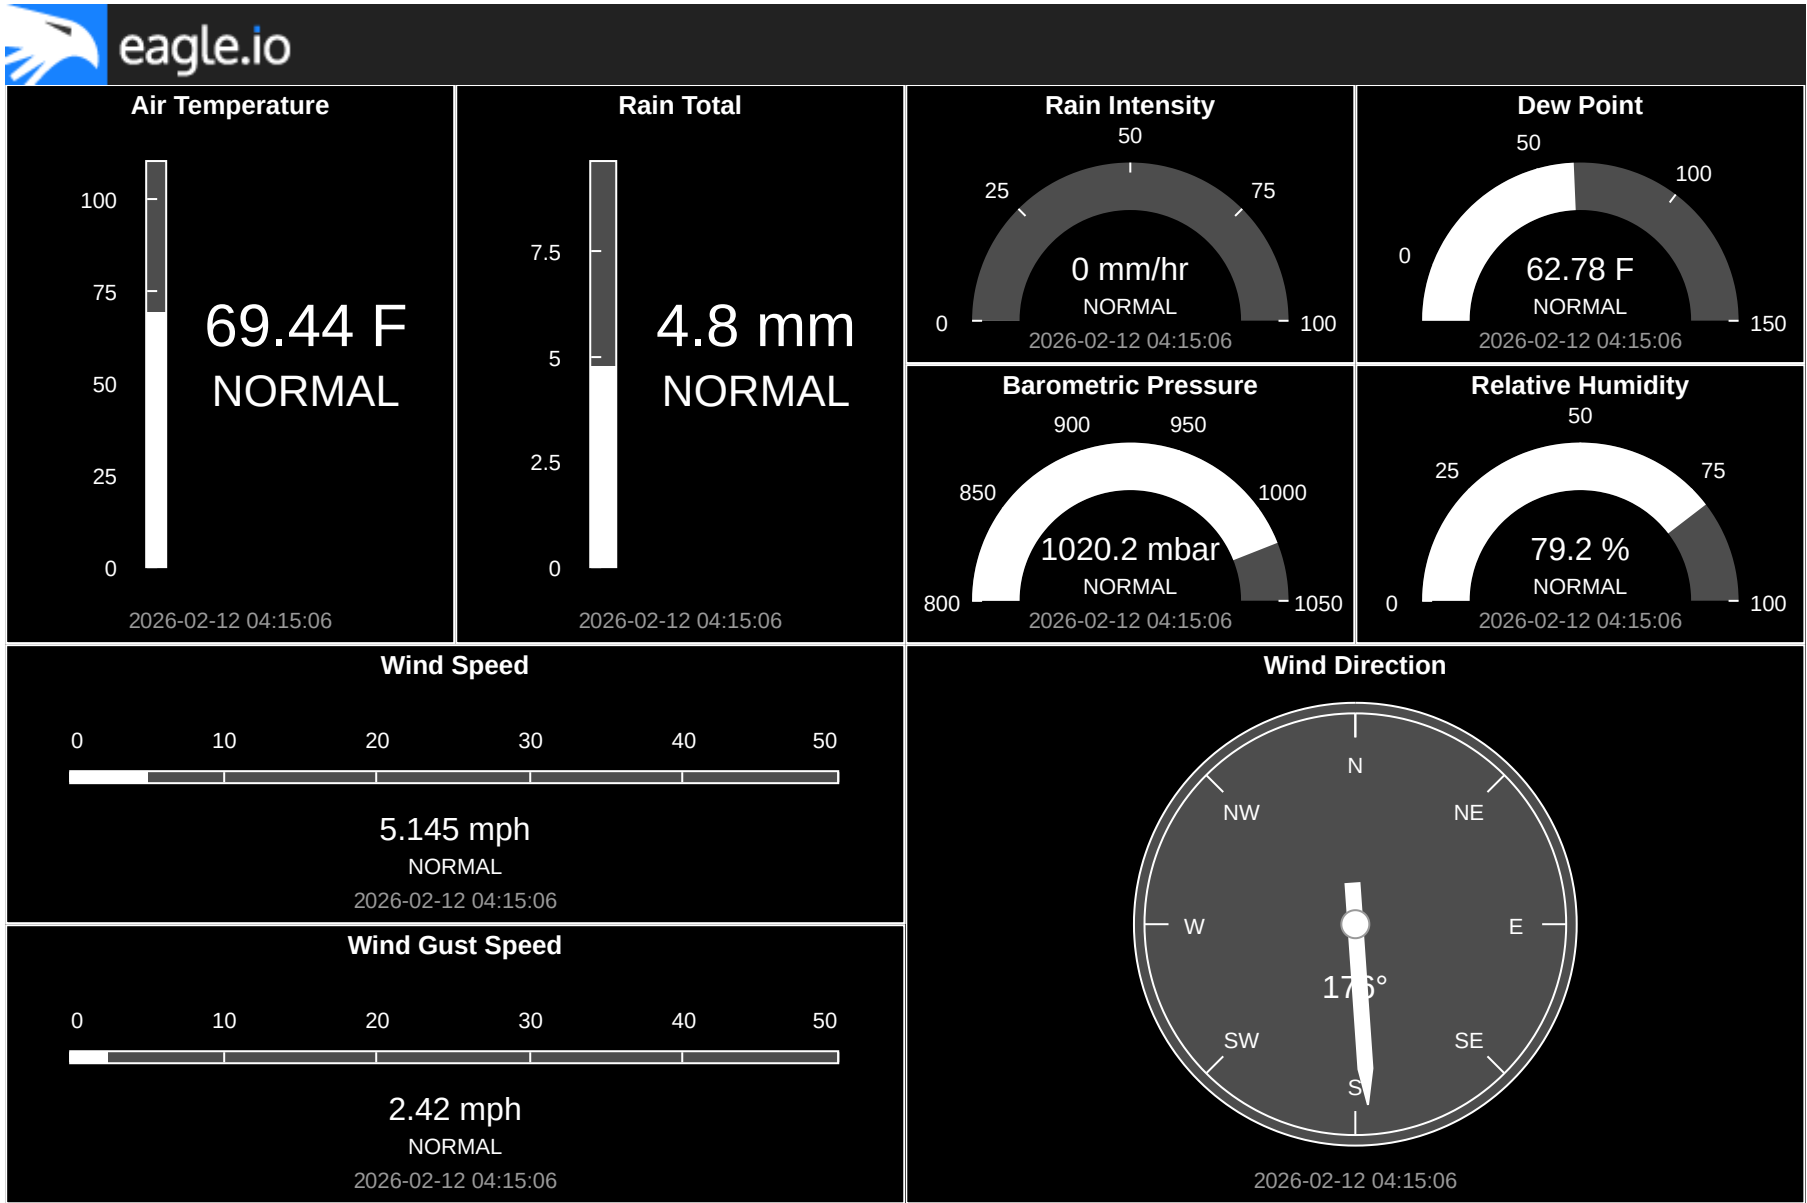 eagle.io
Air Temperature
100
75
50
25
0
69.44 F
NORMAL
2026-02-12 04:15:06
Rain Total
7.5
5
2.5
0
4.8 mm
NORMAL
2026-02-12 04:15:06
Rain Intensity
50
25
75
0
100
0 mm/hr
NORMAL
2026-02-12 04:15:06
Dew Point
50
100
0
150
62.78 F
NORMAL
2026-02-12 04:15:06
Barometric Pressure
900
950
850
1000
800
1050
1020.2 mbar
NORMAL
2026-02-12 04:15:06
Relative Humidity
50
25
75
0
100
79.2 %
NORMAL
2026-02-12 04:15:06
Wind Speed
0 10 20 30 40 50
5.145 mph
NORMAL
2026-02-12 04:15:06
Wind Gust Speed
0 10 20 30 40 50
2.42 mph
NORMAL
2026-02-12 04:15:06
Wind Direction
N
NW NE
W E
176°
SW SE
S
2026-02-12 04:15:06